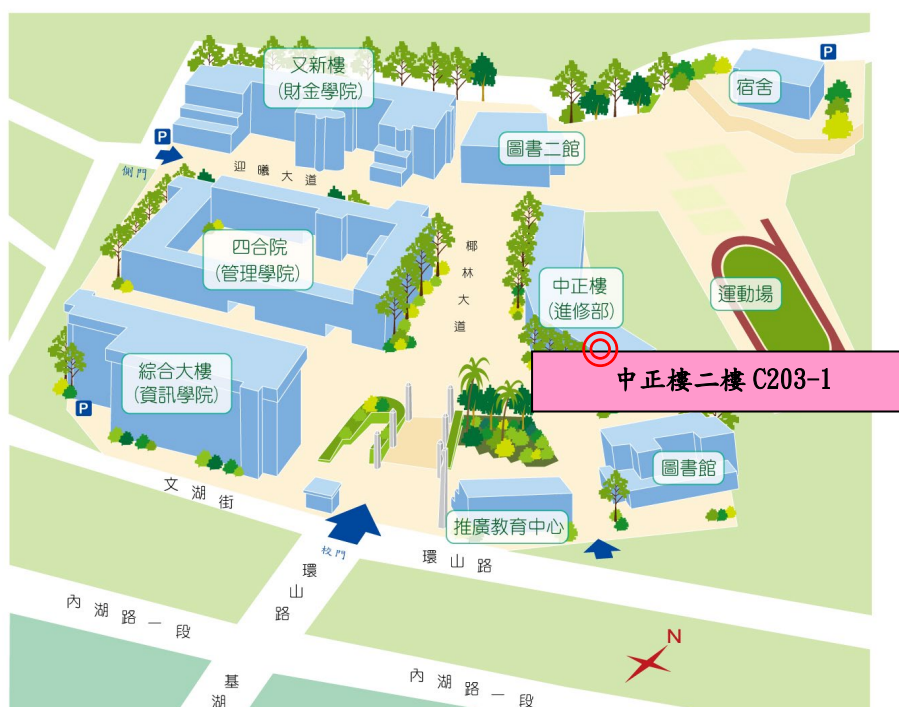 又新樓
(財金學院)
P
宿舍
圖書二館
P
側門
迎曦大道
四合院
(管理學院)
椰林大道
中正樓
(進修部)
運動場
中正樓二樓 C203-1
綜合大樓
(資訊學院)
P
圖書館
文湖街
推廣教育中心
校門
環山路
環山路
內湖路一段
N
基湖
內湖路一段